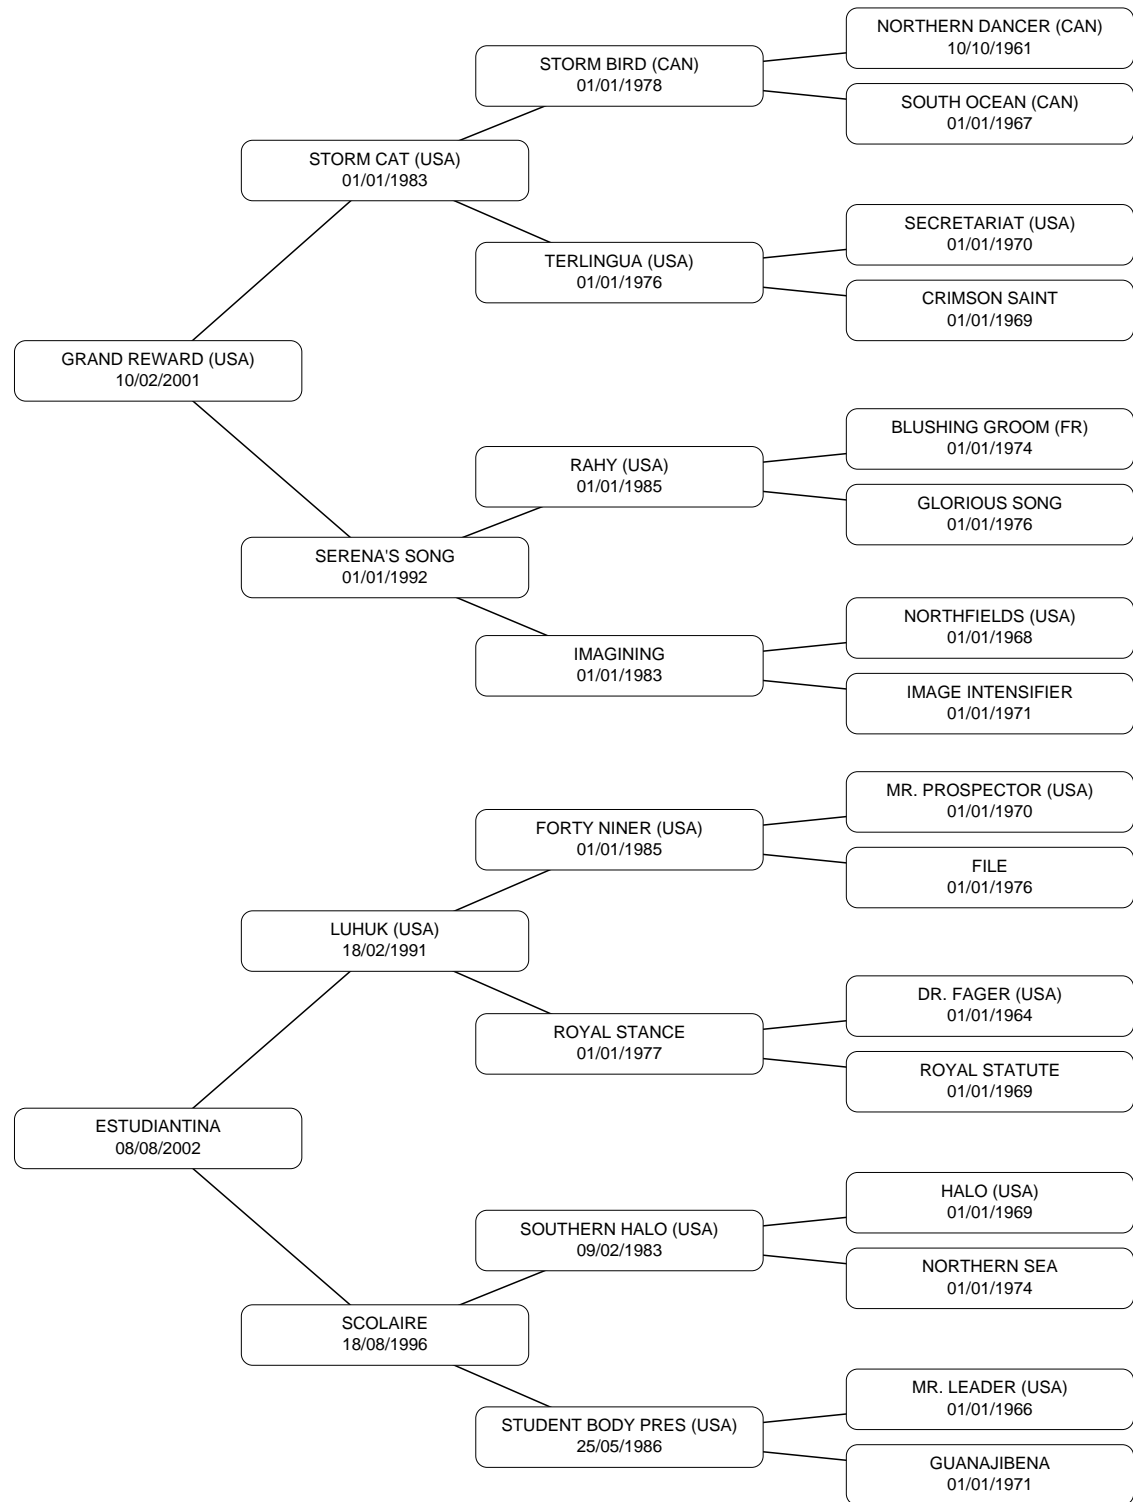 NORTHERN DANCER (CAN)
10/10/1961
STORM BIRD (CAN)
01/01/1978
SOUTH OCEAN (CAN)
01/01/1967
STORM CAT (USA)
01/01/1983
SECRETARIAT (USA)
01/01/1970
TERLINGUA (USA)
01/01/1976
CRIMSON SAINT
01/01/1969
GRAND REWARD (USA)
10/02/2001
BLUSHING GROOM (FR)
01/01/1974
RAHY (USA)
01/01/1985
GLORIOUS SONG
01/01/1976
SERENA'S SONG
01/01/1992
NORTHFIELDS (USA)
01/01/1968
IMAGINING
01/01/1983
IMAGE INTENSIFIER
01/01/1971
MR. PROSPECTOR (USA)
01/01/1970
FORTY NINER (USA)
01/01/1985
FILE
01/01/1976
LUHUK (USA)
18/02/1991
DR. FAGER (USA)
01/01/1964
ROYAL STANCE
01/01/1977
ROYAL STATUTE
01/01/1969
ESTUDIANTINA
08/08/2002
HALO (USA)
01/01/1969
SOUTHERN HALO (USA)
09/02/1983
NORTHERN SEA
01/01/1974
SCOLAIRE
18/08/1996
MR. LEADER (USA)
01/01/1966
STUDENT BODY PRES (USA)
25/05/1986
GUANAJIBENA
01/01/1971